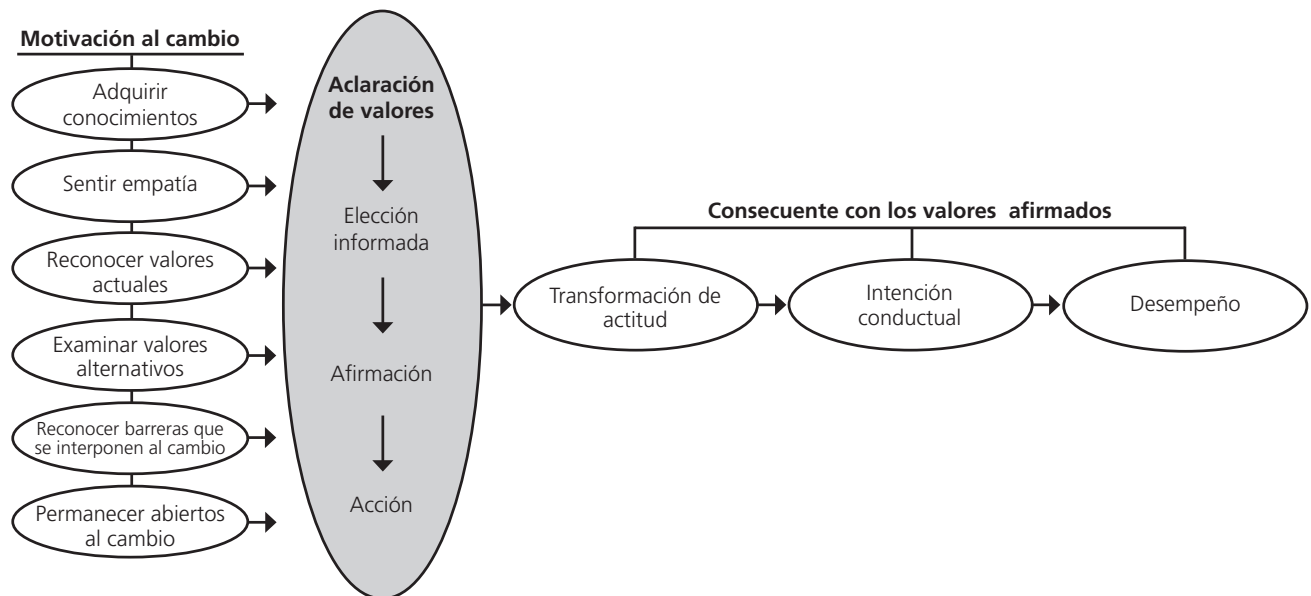 Motivación al cambio
Adquirir
conocimientos
Sentir empatía
Reconocer valores
actuales
Examinar valores
alternativos
Reconocer barreras que
se interponen al cambio
Permanecer abiertos
al cambio
Aclaración
de valores
Elección
informada
Afirmación
Acción
Consecuente con los valores afirmados
Transformación de
actitud
Intención
conductual
Desempeño